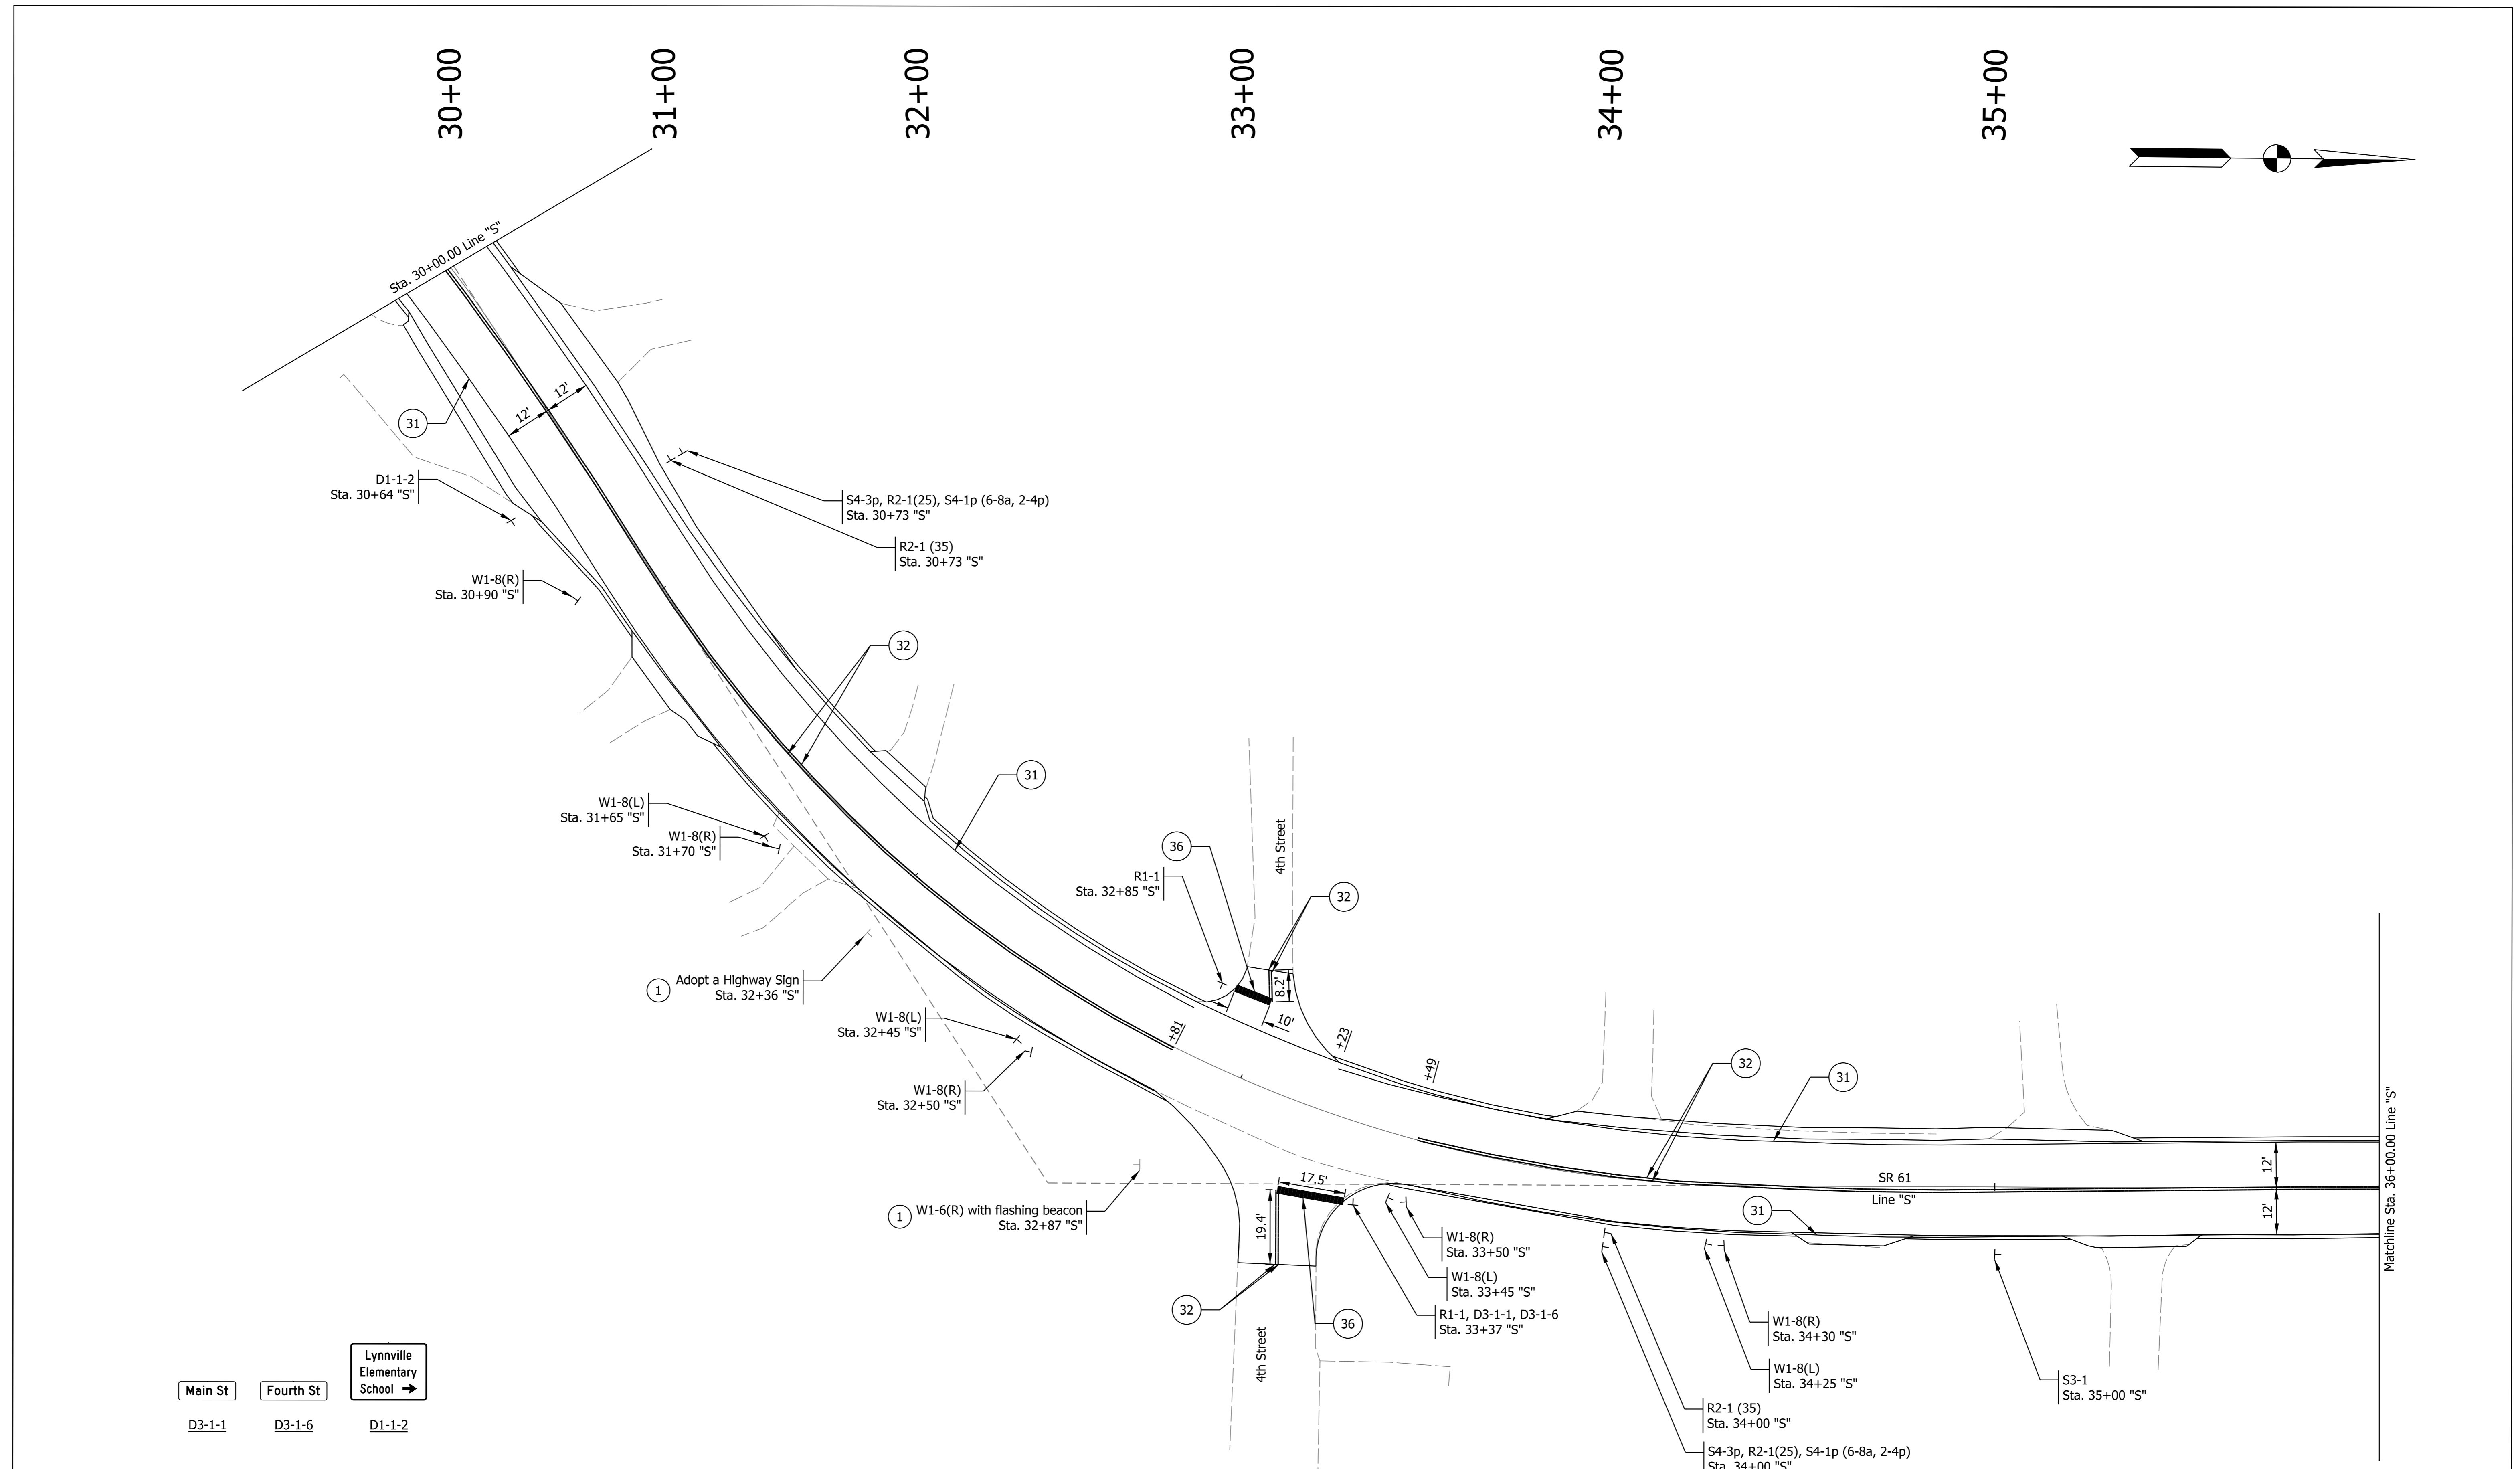 30+00
31+00
32+00
33+00
34+00
35+00
Sta. 30+00.00 Line "S"
12'
12'
31
D1-1-2
Sta. 30+64 "S"
S4-3p, R2-1(25), S4-1p (6-8a, 2-4p)
Sta. 30+73 "S"
R2-1 (35)
Sta. 30+73 "S"
W1-8(R)
Sta. 30+90 "S"
32
31
W1-8(L)
Sta. 31+65 "S"
W1-8(R)
Sta. 31+70 "S"
36
4th Street
R1-1
Sta. 32+85 "S"
32
1
Adopt a Highway Sign
Sta. 32+36 "S"
8.2'
10'
W1-8(L)
Sta. 32+45 "S"
+81
+23
+49
W1-8(R)
Sta. 32+50 "S"
32
31
12'
12'
SR 61
Line "S"
Matchline Sta. 36+00.00 Line "S"
17.5'
19.4'
1
W1-6(R) with flashing beacon
Sta. 32+87 "S"
31
W1-8(R)
Sta. 33+50 "S"
W1-8(L)
Sta. 33+45 "S"
R1-1, D3-1-1, D3-1-6
Sta. 33+37 "S"
32
36
4th Street
W1-8(R)
Sta. 34+30 "S"
W1-8(L)
Sta. 34+25 "S"
S3-1
Sta. 35+00 "S"
R2-1 (35)
Sta. 34+00 "S"
S4-3p, R2-1(25), S4-1p (6-8a, 2-4p)
Sta. 34+00 "S"
Main St
D3-1-1
Fourth St
D3-1-6
Lynnville
Elementary
School →
D1-1-2